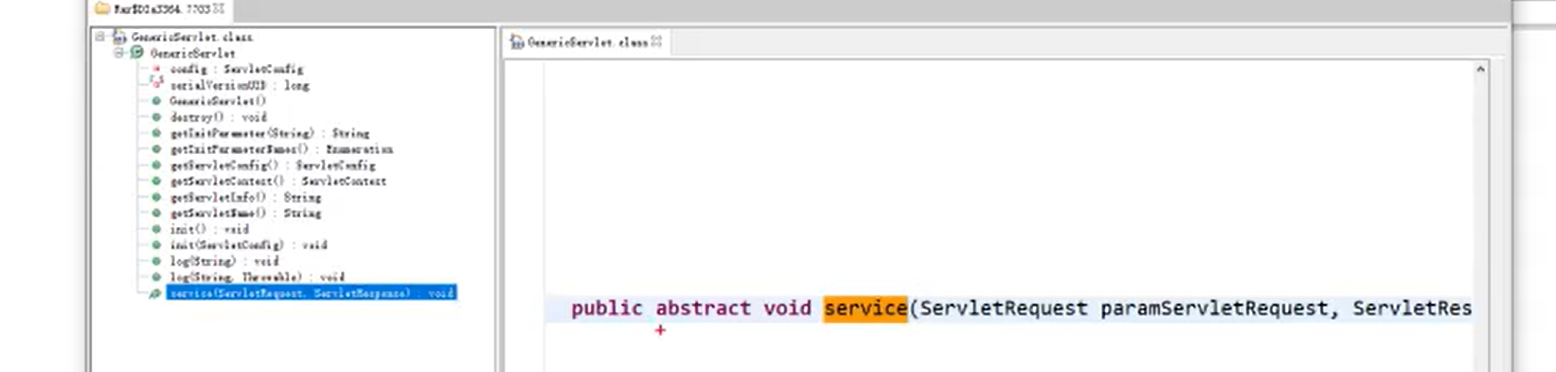 Rar$DIa3364.7703
GenericServlet.class
GenericServlet
config : ServletConfig
serialVersionUID : long
GenericServlet()
destroy() : void
getInitParameter(String) : String
getInitParameterNames() : Enumeration
getServletConfig() : ServletConfig
getServletContext() : ServletContext
getServletInfo() : String
getServletName() : String
init() : void
init(ServletConfig) : void
log(String) : void
log(String, Throwable) : void
service(ServletRequest, ServletResponse) : void
GenericServlet.class
public abstract void service(ServletRequest paramServletRequest, ServletRes